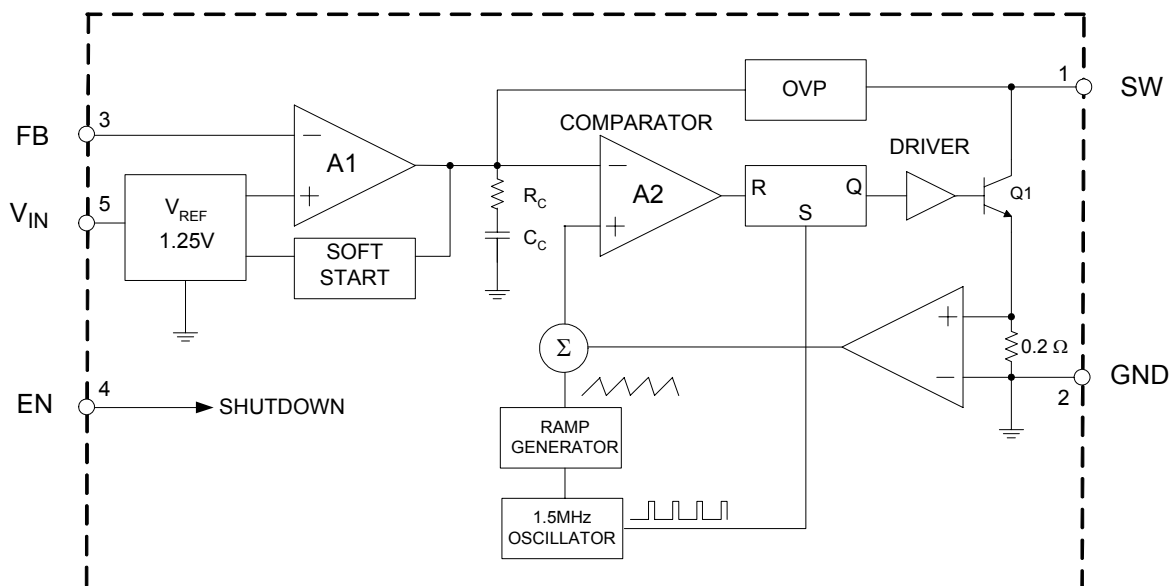 1
SW
OVP
3
FB
COMPARATOR
DRIVER
−
A1
+
−
A2
+
R
Q
S
Q1
R_C
C_C
5
V_IN
V_REF
1.25V
SOFT
START
+
−
0.2 Ω
Σ
GND
2
4
EN
SHUTDOWN
RAMP
GENERATOR
1.5MHz
OSCILLATOR